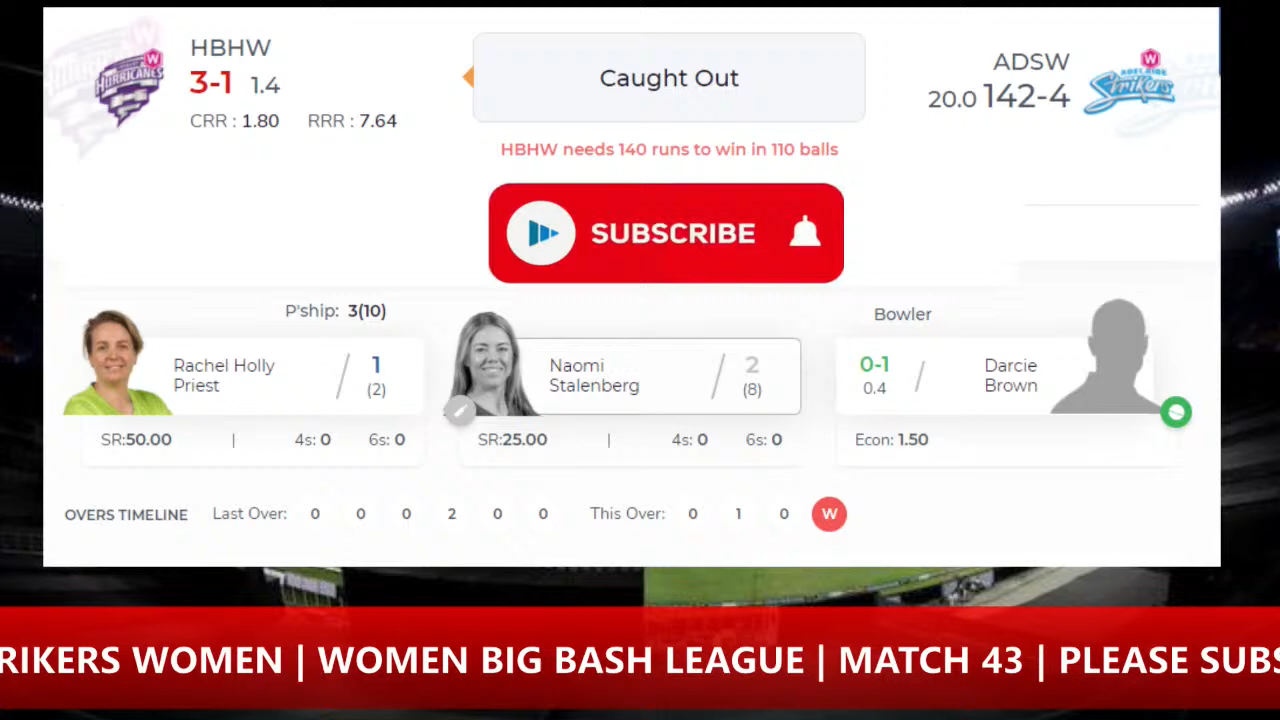 HBHW
3-1 1.4
CRR : 1.80 RRR : 7.64
HURRICANES
W
Caught Out
HBHW needs 140 runs to win in 110 balls
ADSW
20.0 142-4
W
ADELAIDE
Strikers
SUBSCRIBE
P'ship: 3(10)
Rachel Holly
Priest
1
(2)
SR:50.00 | 4s: 0 6s: 0
Naomi
Stalenberg
2
(8)
SR:25.00 | 4s: 0 6s: 0
Bowler
0-1
0.4
Darcie
Brown
Econ: 1.50
OVERS TIMELINE Last Over: 0 0 0 2 0 0 This Over: 0 1 0 W
RIKERS WOMEN | WOMEN BIG BASH LEAGUE | MATCH 43 | PLEASE SUBS